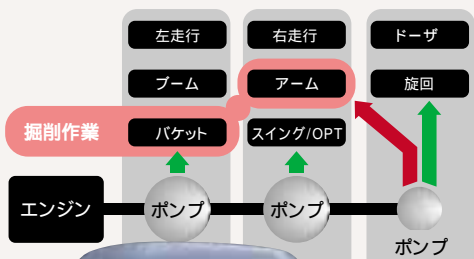 左走行
右走行
ドーザ
ブーム
アーム
旋回
掘削作業
バケット
スイング/OPT
エンジン
ポンプ
ポンプ
ポンプ